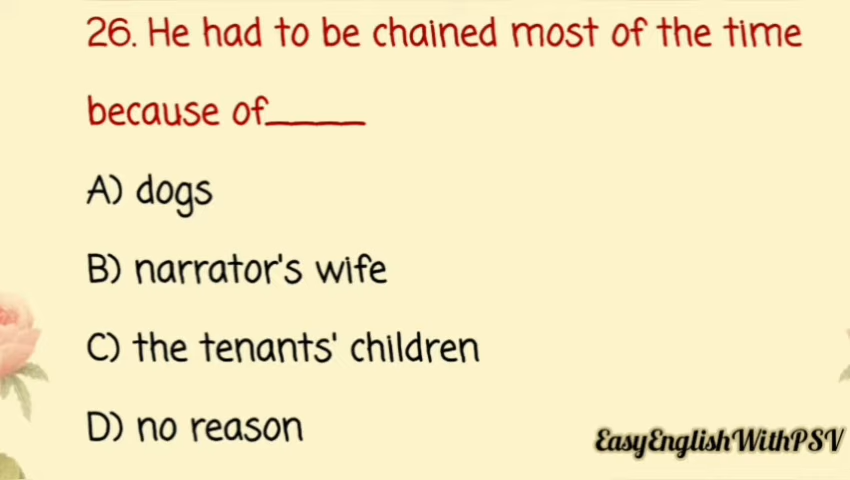 26. He had to be chained most of the time
because of____
A) dogs
B) narrator's wife
C) the tenants' children
D) no reason
EasyEnglishWithPSV